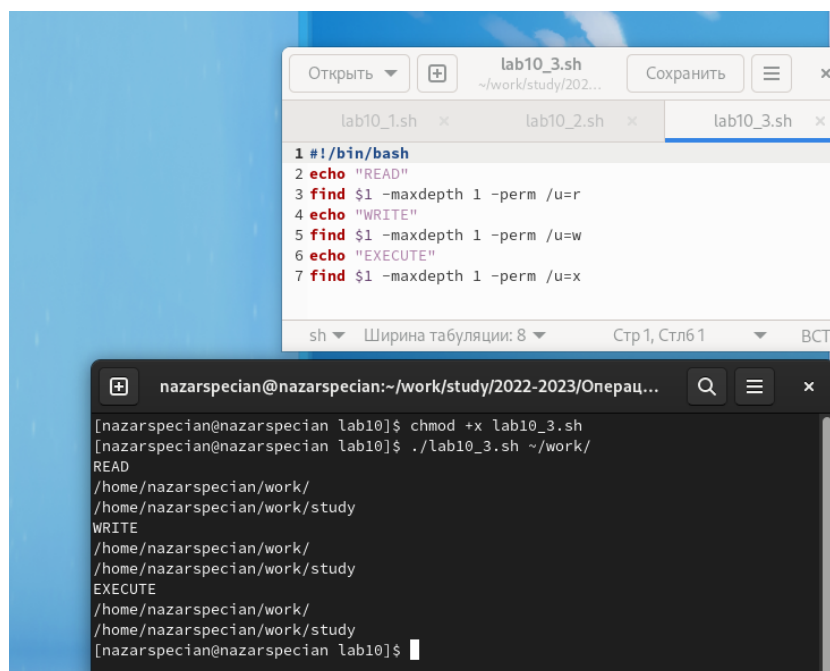 Открыть
lab10_3.sh
~/work/study/202...
Сохранить
lab10_1.sh
lab10_2.sh
lab10_3.sh
1 #!/bin/bash
2 echo "READ"
3 find $1 -maxdepth 1 -perm /u=r
4 echo "WRITE"
5 find $1 -maxdepth 1 -perm /u=w
6 echo "EXECUTE"
7 find $1 -maxdepth 1 -perm /u=x
sh Ширина табуляции: 8 Стр 1, Стлб 1 ВСТ
nazarspecian@nazarspecian:~/work/study/2022-2023/Операц...
[nazarspecian@nazarspecian lab10]$ chmod +x lab10_3.sh
[nazarspecian@nazarspecian lab10]$ ./lab10_3.sh ~/work/
READ
/home/nazarspecian/work/
/home/nazarspecian/work/study
WRITE
/home/nazarspecian/work/
/home/nazarspecian/work/study
EXECUTE
/home/nazarspecian/work/
/home/nazarspecian/work/study
[nazarspecian@nazarspecian lab10]$